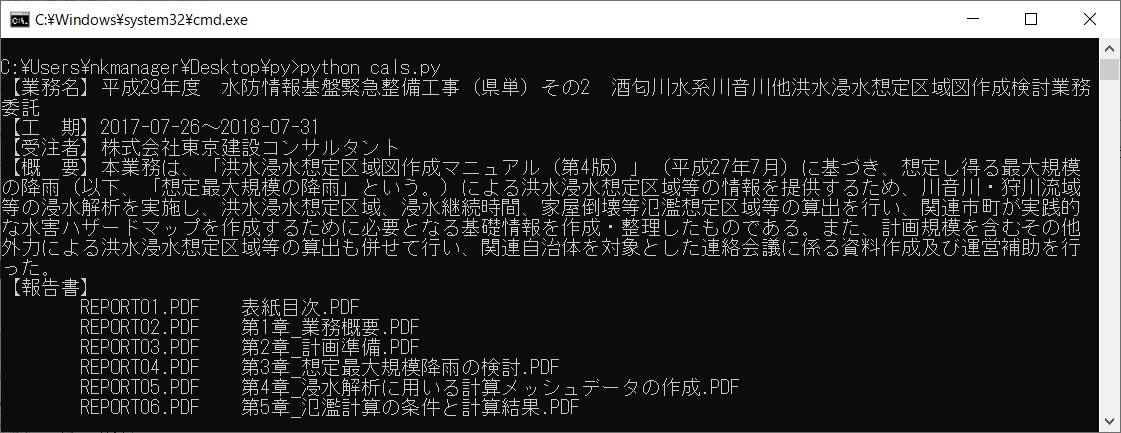 C:¥Windows¥system32¥cmd.exe
C:¥Users¥nkmanager¥Desktop¥py>python cals.py
【業務名】平成29年度　水防情報基盤緊急整備工事（県単）その2　酒匂川水系川音川他洪水浸水想定区域図作成検討業務
委託
【工　期】2017-07-26～2018-07-31
【受注者】株式会社東京建設コンサルタント
【概　要】本業務は、「洪水浸水想定区域図作成マニュアル（第4版）」（平成27年7月）に基づき、想定し得る最大規模
の降雨（以下、「想定最大規模の降雨」という。）による洪水浸水想定区域等の情報を提供するため、川音川・狩川流域
等の浸水解析を実施し、洪水浸水想定区域、浸水継続時間、家屋倒壊等氾濫想定区域等の算出を行い、関連市町が実践的
な水害ハザードマップを作成するために必要となる基礎情報を作成・整理したものである。また、計画規模を含むその他
外力による洪水浸水想定区域等の算出も併せて行い、関連自治体を対象とした連絡会議に係る資料作成及び運営補助を行
った。
【報告書】
REPORT01.PDF　表紙目次.PDF
REPORT02.PDF　第1章_業務概要.PDF
REPORT03.PDF　第2章_計画準備.PDF
REPORT04.PDF　第3章_想定最大規模降雨の検討.PDF
REPORT05.PDF　第4章_浸水解析に用いる計算メッシュデータの作成.PDF
REPORT06.PDF　第5章_氾濫計算の条件と計算結果.PDF